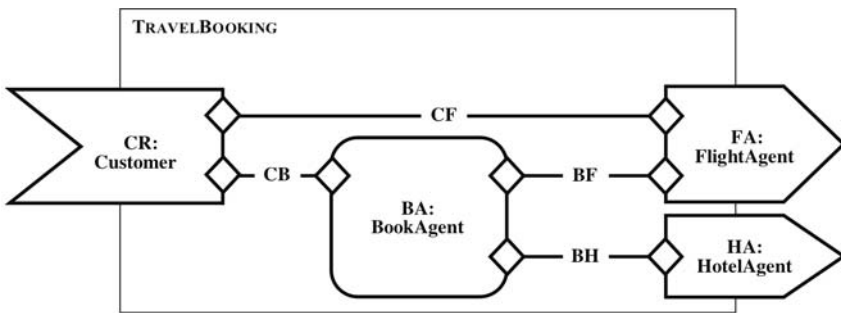 TRAVELBOOKING
CF
CR:
Customer
FA:
FlightAgent
CB
BF
BA:
BookAgent
BH
HA:
HotelAgent